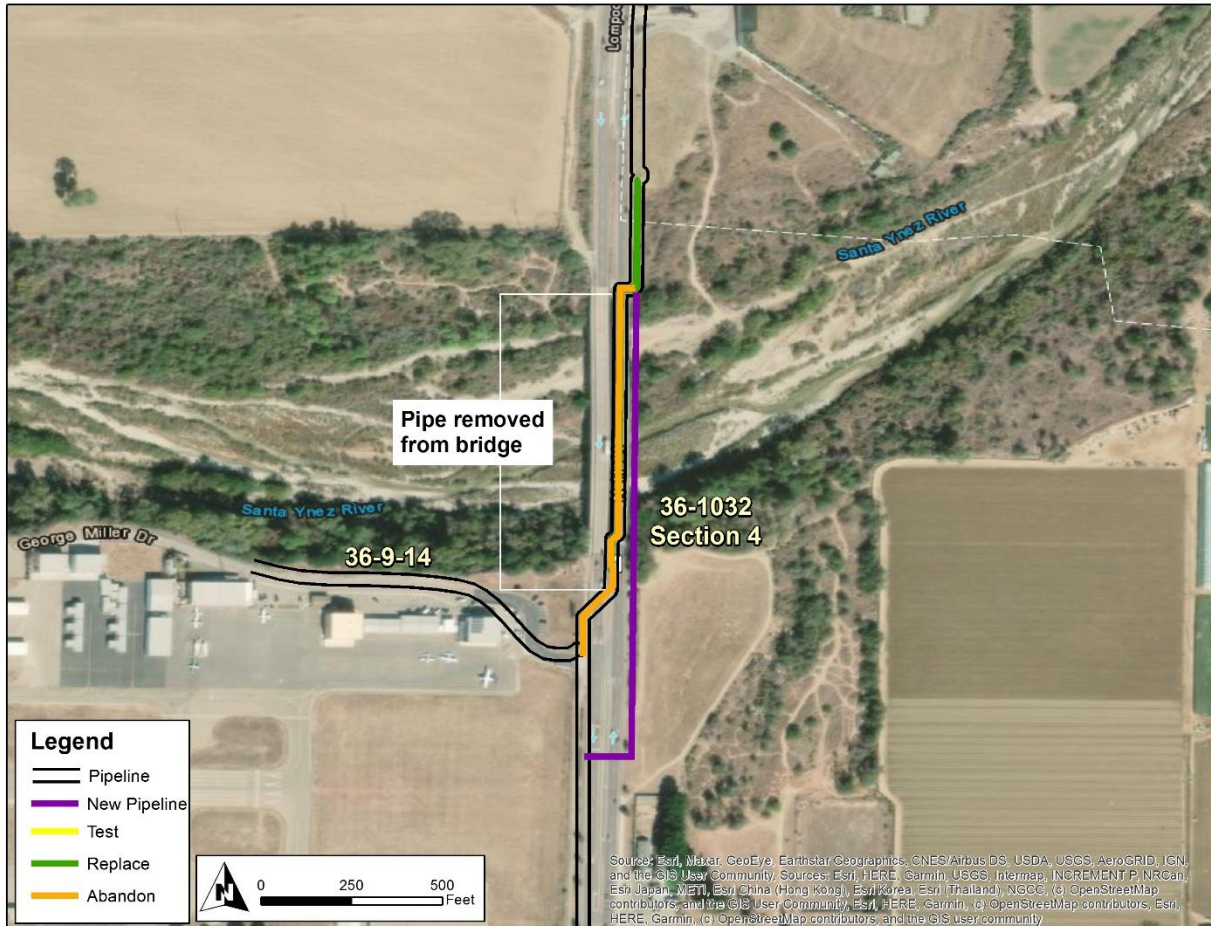 Lompoc
Santa Ynez River
Pipe removed
from bridge
36-1032
Section 4
Santa Ynez River
George Miller Dr
36-9-14
Legend
Pipeline
New Pipeline
Test
Replace
Abandon
N
0 250 500
Feet
Source: Esri, Maxar, GeoEye, Earthstar Geographics, CNES/Airbus DS, USDA, USGS, AeroGRID, IGN,
and the GIS User Community, Sources: Esri, HERE, Garmin, USGS, Intermap, INCREMENT P, NRCan,
Esri Japan, METI, Esri China (Hong Kong), Esri Korea, Esri (Thailand), NGCC, (c) OpenStreetMap
contributors, and the GIS User Community, Esri, HERE, Garmin, (c) OpenStreetMap contributors, Esri,
HERE, Garmin, (c) OpenStreetMap contributors, and the GIS user community